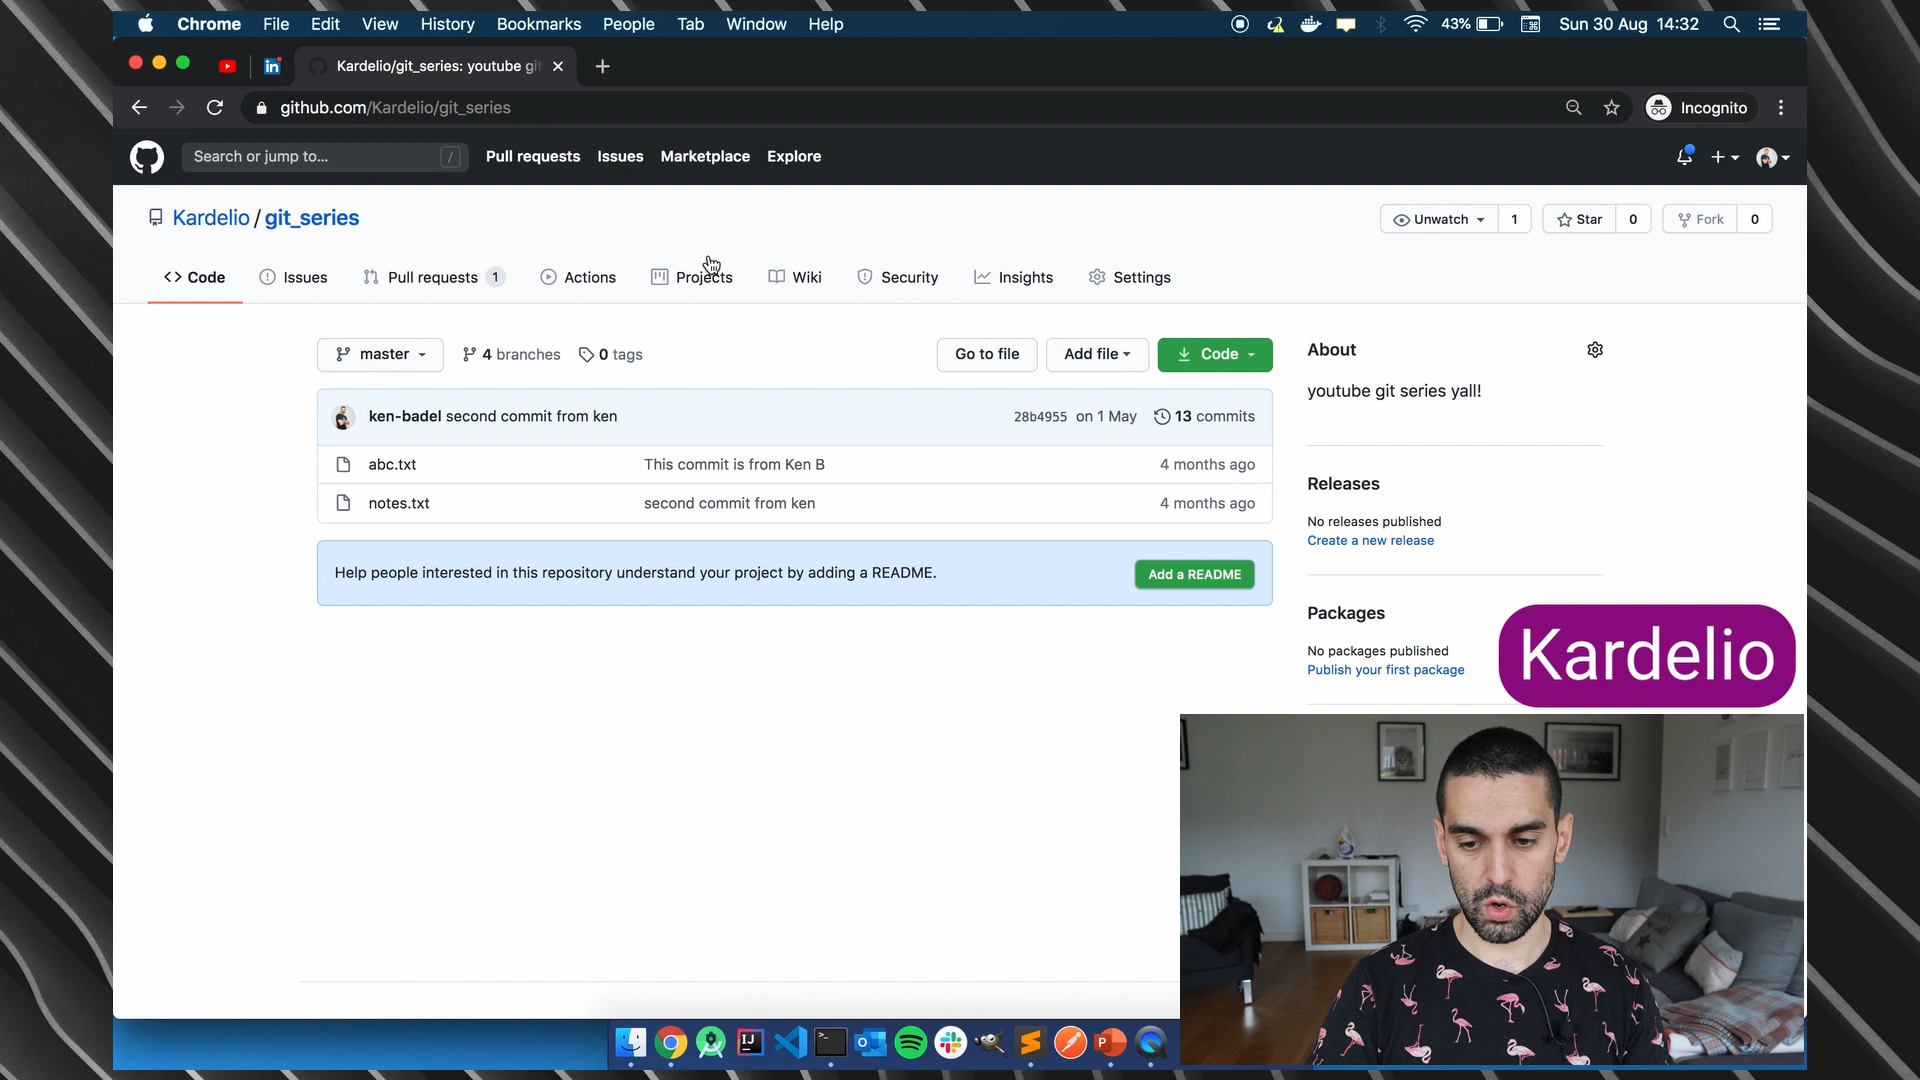 Chrome File Edit View History Bookmarks People Tab Window Help 43% Sun 30 Aug 14:32
in Kardelio/git_series: youtube gi
github.com/Kardelio/git_series Incognito
Search or jump to... / Pull requests Issues Marketplace Explore
Kardelio / git_series Unwatch 1 Star 0 Fork 0
Code Issues Pull requests 1 Actions Projects Wiki Security Insights Settings
master 4 branches 0 tags Go to file Add file Code About
youtube git series yall!
ken-badel second commit from ken 28b4955 on 1 May 13 commits
abc.txt This commit is from Ken B 4 months ago
Releases
notes.txt second commit from ken 4 months ago
No releases published
Create a new release
Help people interested in this repository understand your project by adding a README. Add a README
Packages
No packages published
Publish your first package
Kardelio
IJ >_ O P